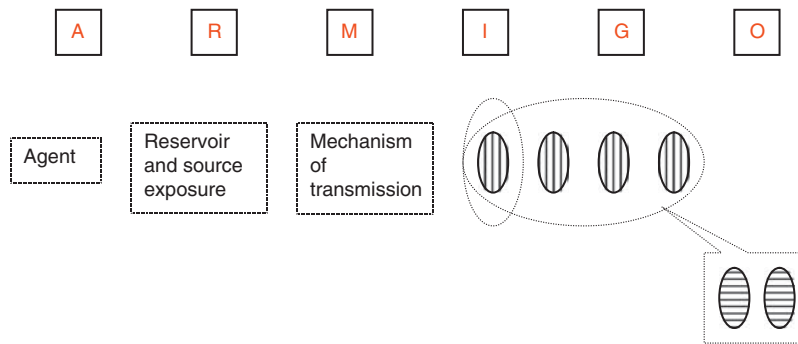 A R M I G O
Agent
Reservoir
and source
exposure
Mechanism
of
transmission